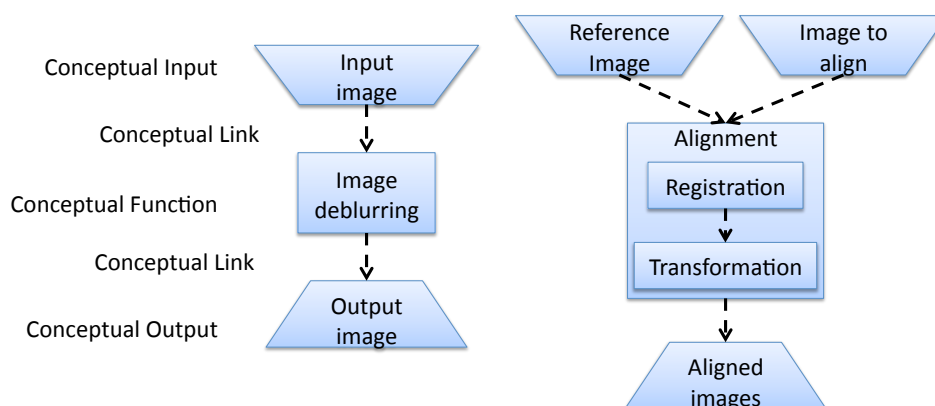 Conceptual Input
Input
image
Conceptual Link
Conceptual Function
Image
deblurring
Conceptual Link
Conceptual Output
Output
image
Reference
Image
Image to
align
Alignment
Registration
Transformation
Aligned
images